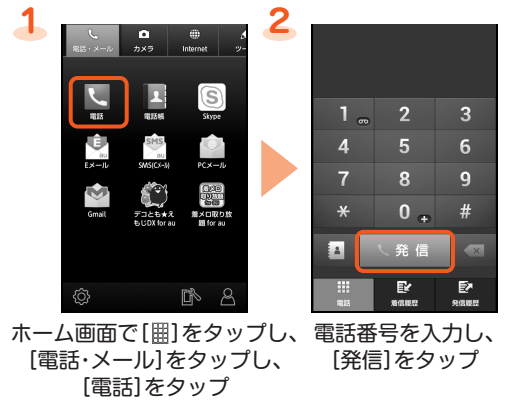 1
電話・メール カメラ Internet ツー
電話 電話帳 Skype
Eメール SMS(Cメール) PCメール
Gmail デコとも★え 着メロ取り放
もじDX for au 題 for au
2
1 2 3
4 5 6
7 8 9
* 0 + #
発信
電話 着信履歴 発信履歴
ホーム画面で[ ]をタップし、
[電話・メール]をタップし、
[電話]をタップ
電話番号を入力し、
[発信]をタップ